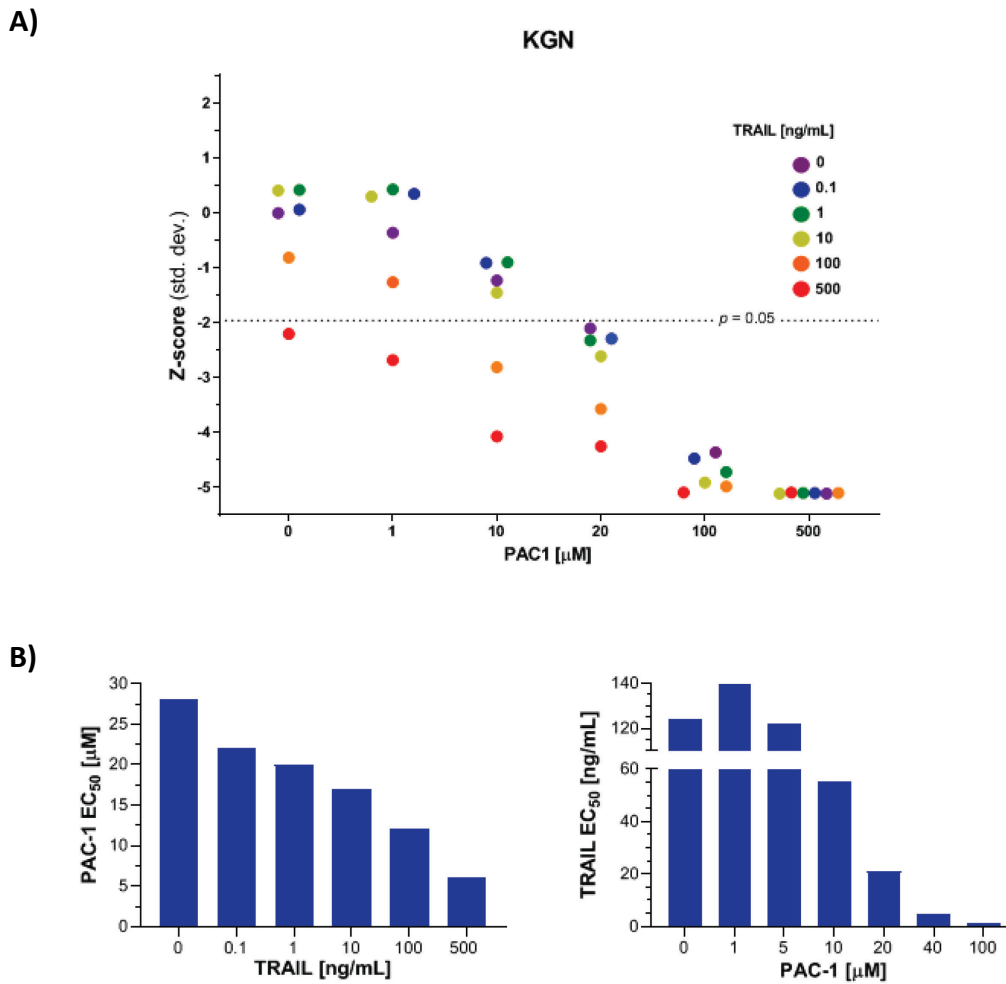 A)
KGN
Z-score (std. dev.)
2
1
0
-1
-2
-3
-4
-5
TRAIL [ng/mL]
0
0.1
1
10
100
500
p = 0.05
0 1 10 20 100 500
PAC1 [µM]
B)
PAC-1 EC50 [µM]
30
25
20
15
10
5
0
0 0.1 1 10 100 500
TRAIL [ng/mL]
TRAIL EC50 [ng/mL]
140
120
60
40
20
0
0 1 5 10 20 40 100
PAC-1 [µM]